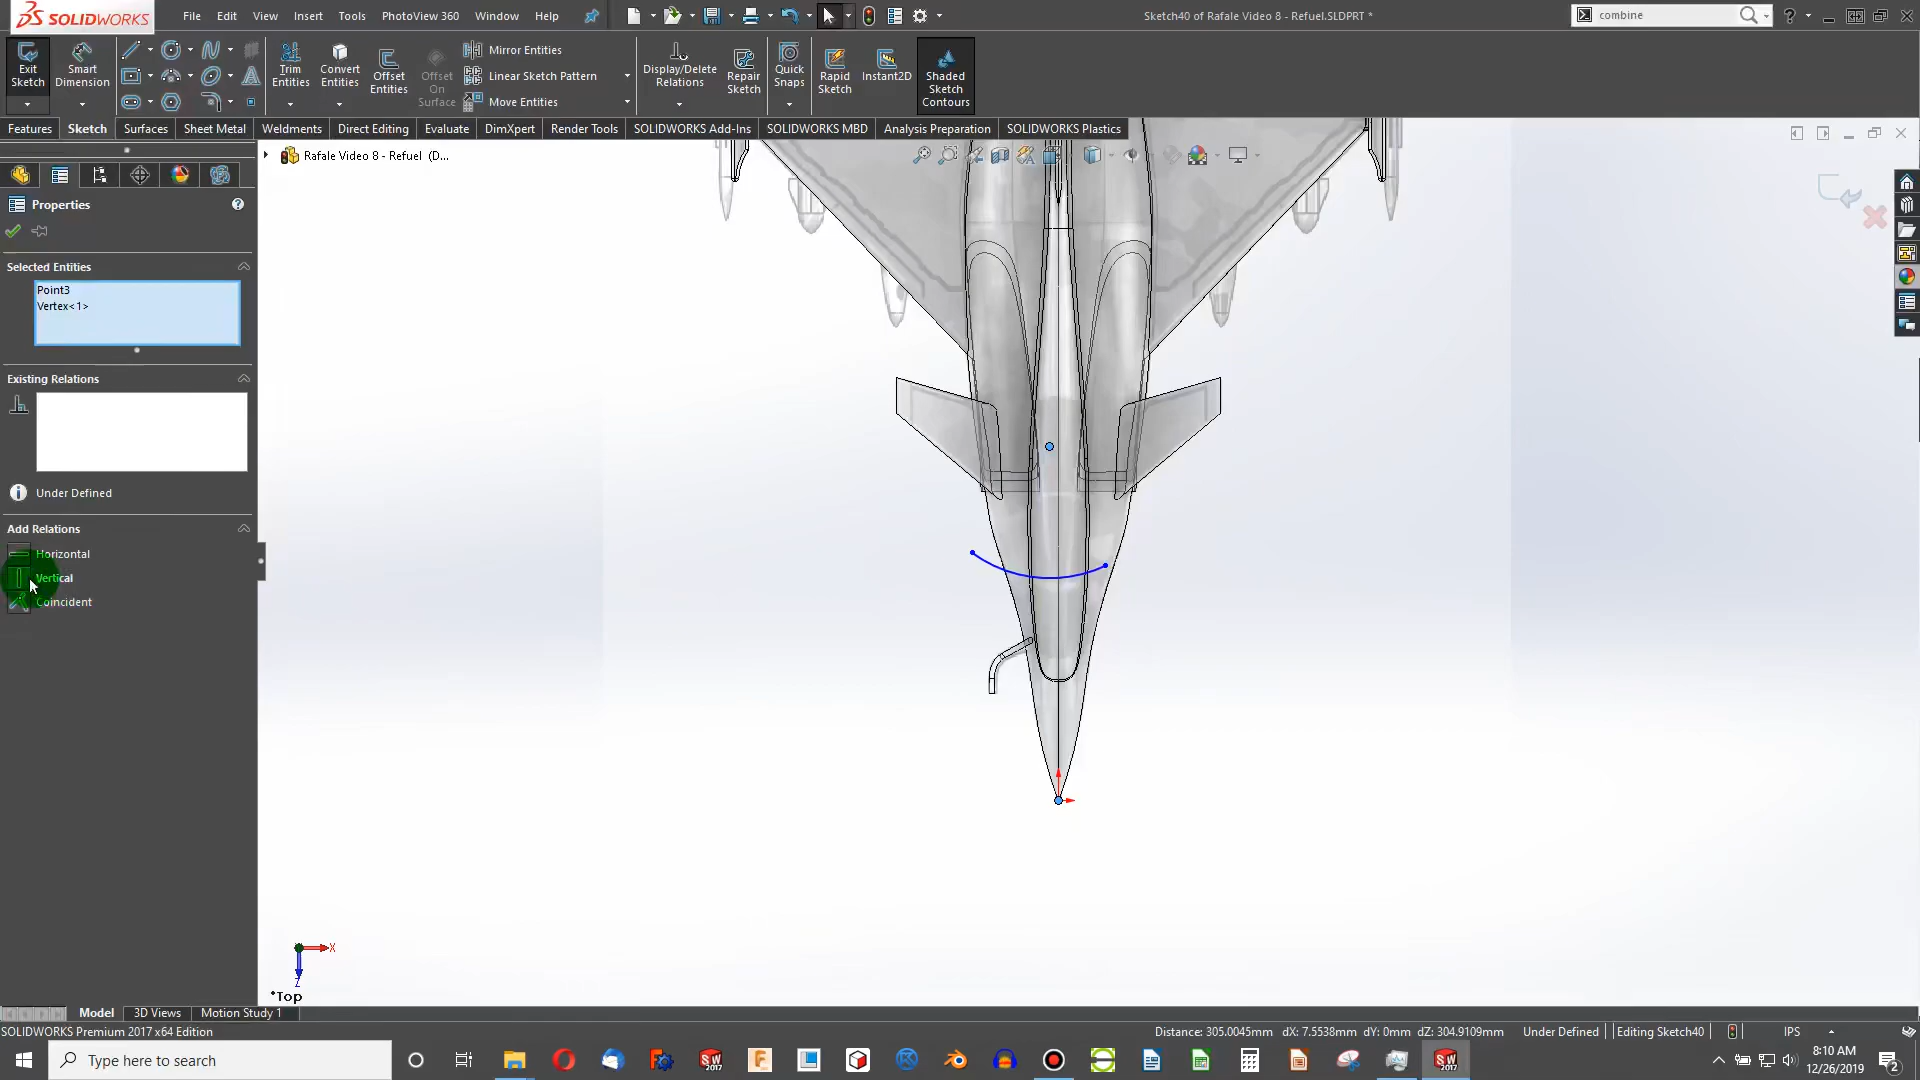 SOLIDWORKS
File Edit View Insert Tools PhotoView 360 Window Help
Sketch40 of Rafale Video 8 - Refuel.SLDPRT *
combine
Exit Sketch
Smart Dimension
Trim Entities
Convert Entities
Offset Entities
Offset On Surface
Mirror Entities
Linear Sketch Pattern
Move Entities
Display/Delete Relations
Repair Sketch
Quick Snaps
Rapid Sketch
Instant2D
Shaded Sketch Contours
Features Sketch Surfaces Sheet Metal Weldments Direct Editing Evaluate DimXpert Render Tools SOLIDWORKS Add-Ins SOLIDWORKS MBD Analysis Preparation SOLIDWORKS Plastics
Rafale Video 8 - Refuel (D...
Properties
Selected Entities
Point3
Vertex<1>
Existing Relations
Under Defined
Add Relations
Horizontal
Vertical
Coincident
X
Z
*Top
Model 3D Views Motion Study 1
SOLIDWORKS Premium 2017 x64 Edition
Distance: 305.0045mm dX: 7.5538mm dY: 0mm dZ: 304.9109mm Under Defined Editing Sketch40 IPS
Type here to search
SW 2017
SW 2017
8:10 AM
12/26/2019
2